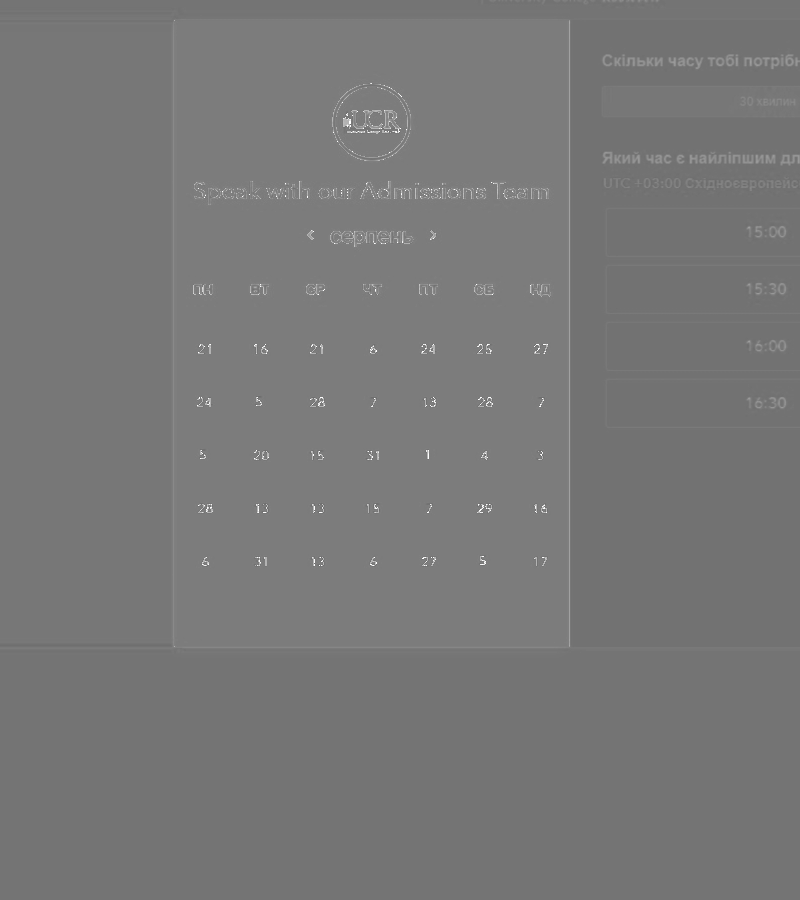 UCR
Speak with our Admissions Team
< серпень >
ПН ВТ СР ЧТ ПТ СБ НД
21 16 21 6 24 25 27
24 5 28 7 13 28 7
5 20 15 31 1 4 3
28 13 13 15 7 29 16
6 31 13 6 27 5 17
Скільки часу тобі потрібн
30 хвилин
Який час є найліпшим дл
UTC +03:00 Східноєвропейс
15:00
15:30
16:00
16:30